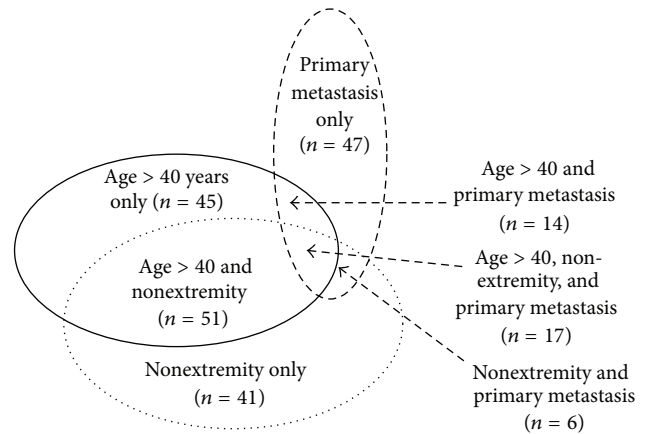 Primary
metastasis
only
(n = 47)
Age > 40 years
only (n = 45)
Age > 40 and
primary metastasis
(n = 14)
Age > 40 and
nonextremity
(n = 51)
Age > 40, non-
extremity, and
primary metastasis
(n = 17)
Nonextremity only
(n = 41)
Nonextremity and
primary metastasis
(n = 6)